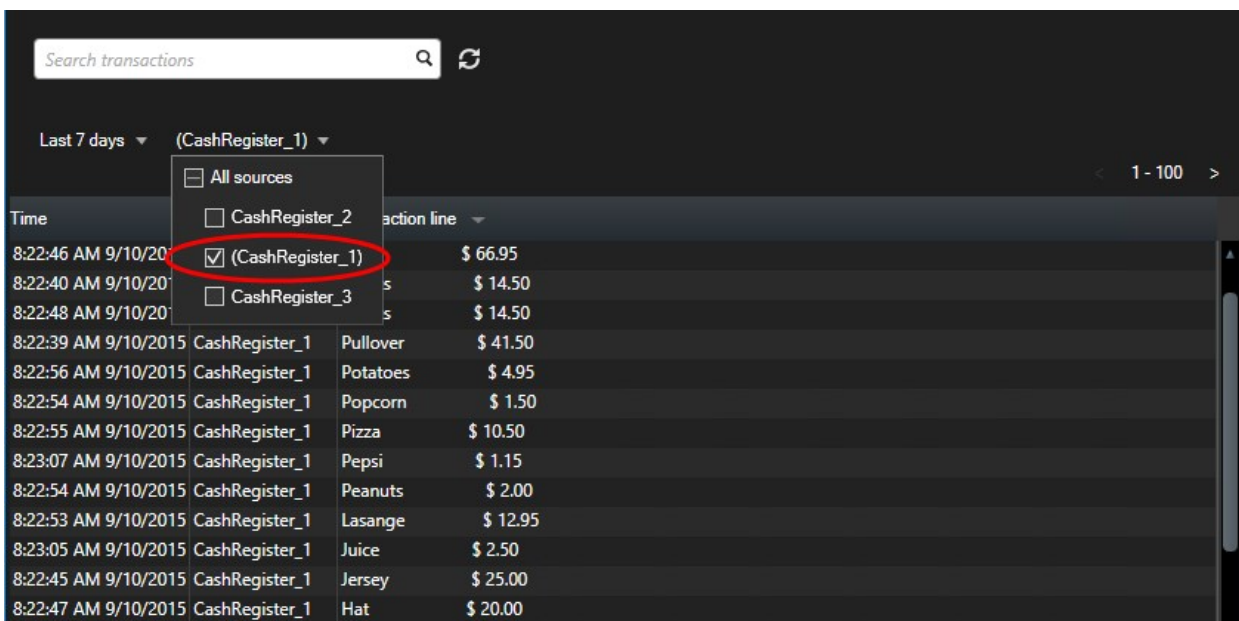 Search transactions
Last 7 days (CashRegister_1)
All sources
1 - 100 >
CashRegister_2
(CashRegister_1)
CashRegister_3
Time action line
8:22:46 AM 9/10/20 $ 66.95
8:22:40 AM 9/10/20 s $ 14.50
8:22:48 AM 9/10/20 s $ 14.50
8:22:39 AM 9/10/2015 CashRegister_1 Pullover $ 41.50
8:22:56 AM 9/10/2015 CashRegister_1 Potatoes $ 4.95
8:22:54 AM 9/10/2015 CashRegister_1 Popcorn $ 1.50
8:22:55 AM 9/10/2015 CashRegister_1 Pizza $ 10.50
8:23:07 AM 9/10/2015 CashRegister_1 Pepsi $ 1.15
8:22:54 AM 9/10/2015 CashRegister_1 Peanuts $ 2.00
8:22:53 AM 9/10/2015 CashRegister_1 Lasange $ 12.95
8:23:05 AM 9/10/2015 CashRegister_1 Juice $ 2.50
8:22:45 AM 9/10/2015 CashRegister_1 Jersey $ 25.00
8:22:47 AM 9/10/2015 CashRegister_1 Hat $ 20.00